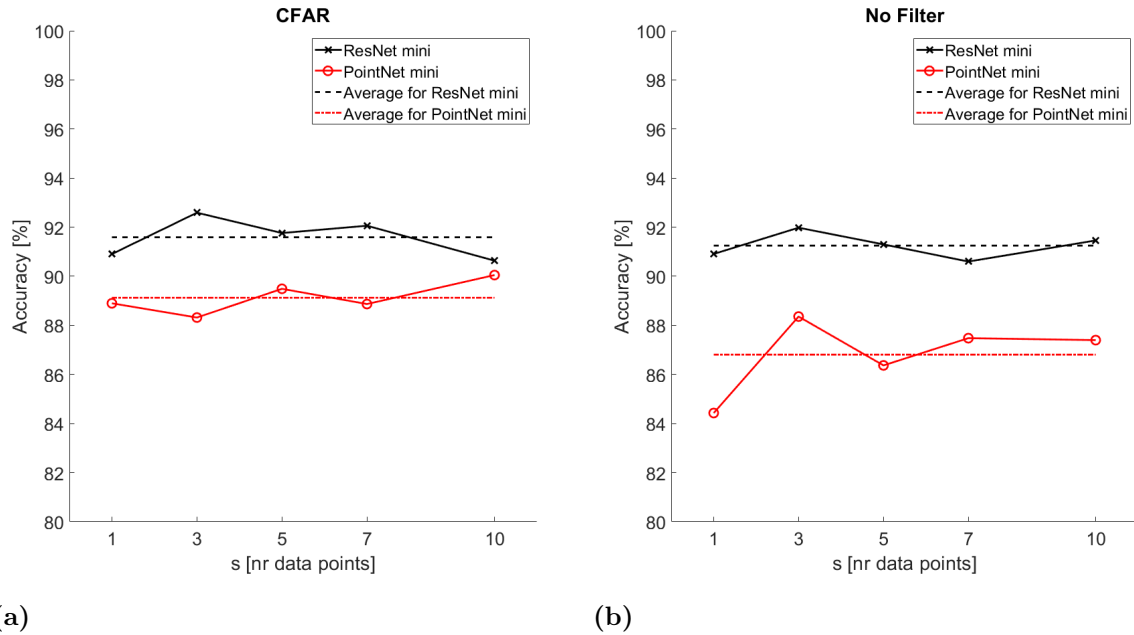 CFAR
100
98
96
94
92
90
88
86
84
82
80
Accuracy [%]
1 3 5 7 10
s [nr data points]
ResNet mini
PointNet mini
Average for ResNet mini
Average for PointNet mini
(a)
No Filter
100
98
96
94
92
90
88
86
84
82
80
Accuracy [%]
1 3 5 7 10
s [nr data points]
ResNet mini
PointNet mini
Average for ResNet mini
Average for PointNet mini
(b)